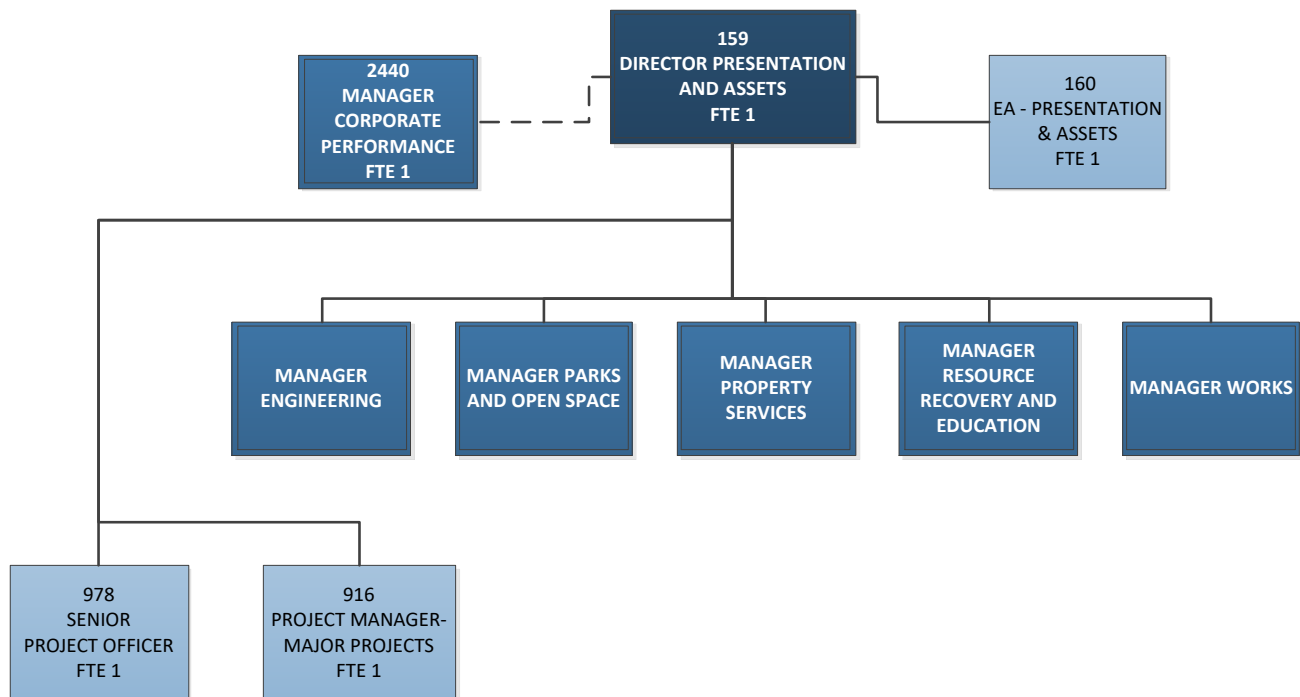 159
DIRECTOR PRESENTATION
AND ASSETS
FTE 1
2440
MANAGER
CORPORATE
PERFORMANCE
FTE 1
160
EA - PRESENTATION
& ASSETS
FTE 1
MANAGER
ENGINEERING
MANAGER PARKS
AND OPEN SPACE
MANAGER
PROPERTY
SERVICES
MANAGER
RESOURCE
RECOVERY AND
EDUCATION
MANAGER WORKS
978
SENIOR
PROJECT OFFICER
FTE 1
916
PROJECT MANAGER-
MAJOR PROJECTS
FTE 1